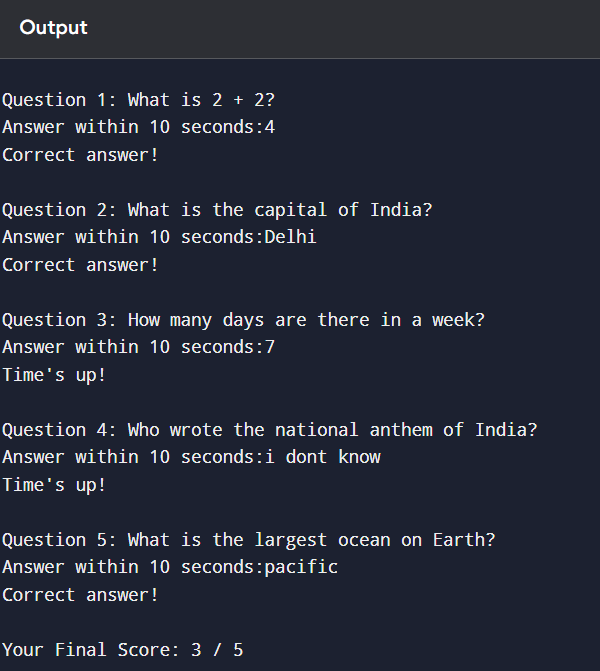 Output
Question 1: What is 2 + 2?
Answer within 10 seconds:4
Correct answer!
Question 2: What is the capital of India?
Answer within 10 seconds:Delhi
Correct answer!
Question 3: How many days are there in a week?
Answer within 10 seconds:7
Time's up!
Question 4: Who wrote the national anthem of India?
Answer within 10 seconds:i dont know
Time's up!
Question 5: What is the largest ocean on Earth?
Answer within 10 seconds:pacific
Correct answer!
Your Final Score: 3 / 5